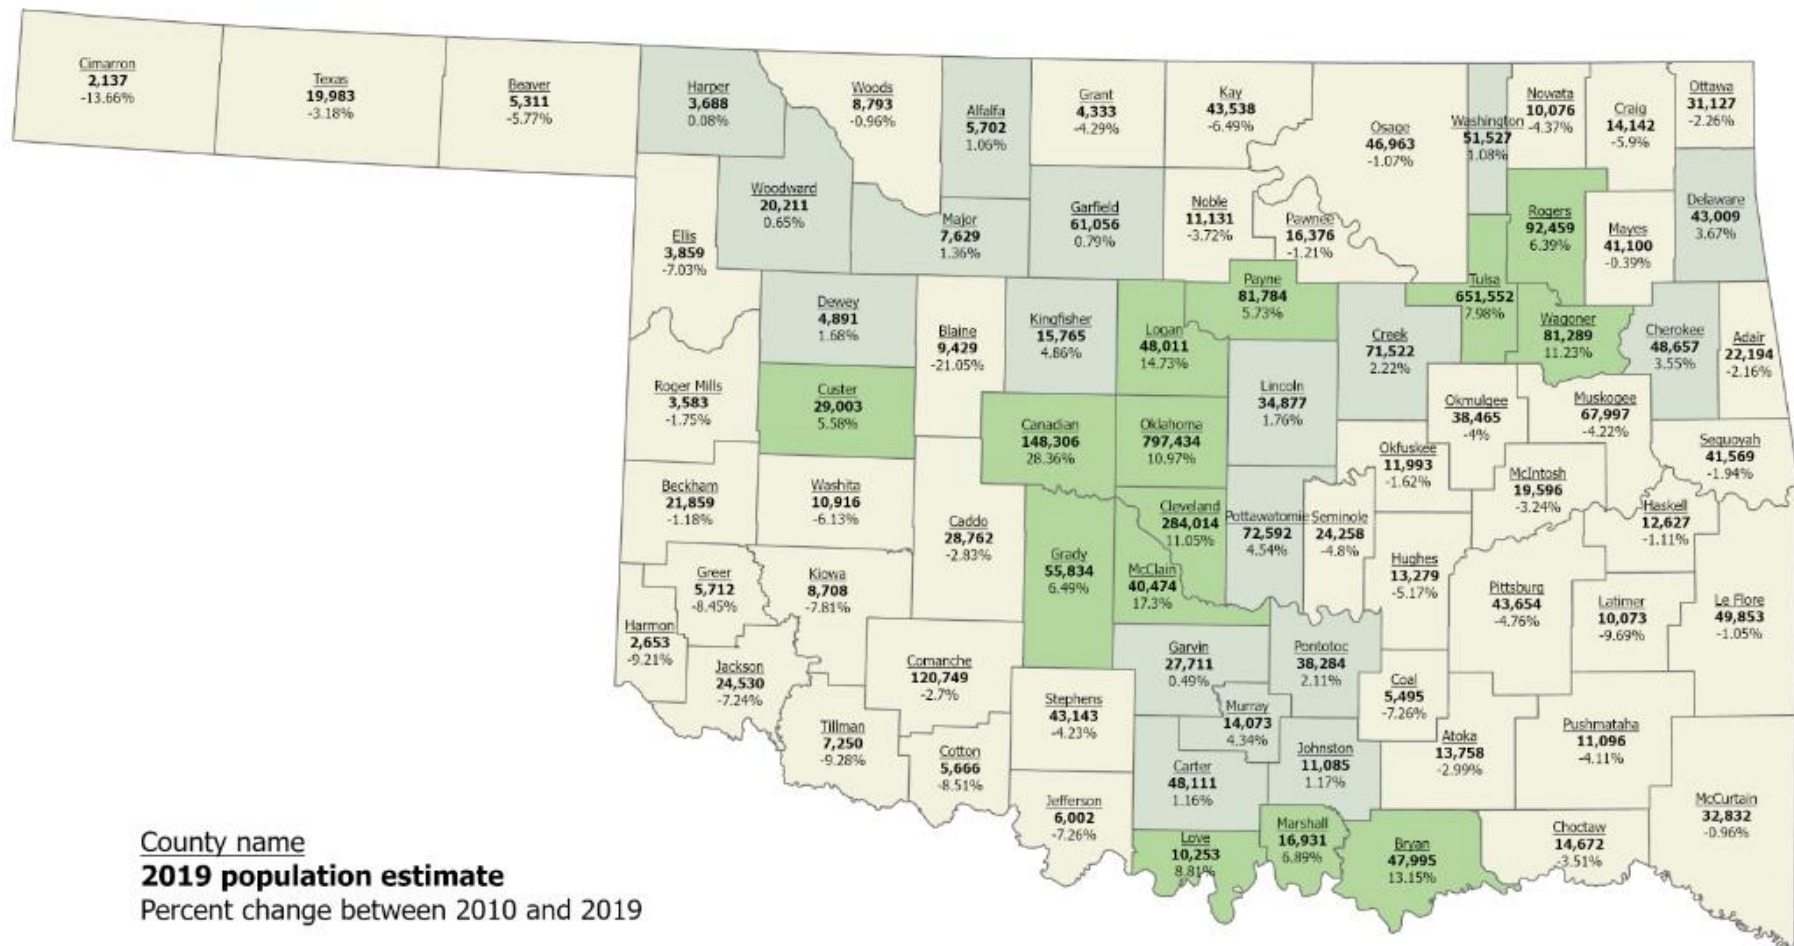 Cimarron
2,137
-13.66%
Texas
19,983
-3.18%
Beaver
5,311
-5.77%
Harper
3,688
0.08%
Woods
8,793
-0.96%
Alfalfa
5,702
1.06%
Grant
4,333
-4.29%
Kay
43,538
-6.49%
Osage
46,963
-1.07%
Washington
51,527
1.08%
Nowata
10,076
-4.37%
Craig
14,142
-5.9%
Ottawa
31,127
-2.26%
Ellis
3,859
-7.03%
Woodward
20,211
0.65%
Major
7,629
1.36%
Garfield
61,056
0.79%
Noble
11,131
-3.72%
Pawnee
16,376
-1.21%
Rogers
92,459
6.39%
Mayes
41,100
-0.39%
Delaware
43,009
3.67%
Dewey
4,891
1.68%
Blaine
9,429
-21.05%
Kingfisher
15,765
4.86%
Logan
48,011
14.73%
Payne
81,784
5.73%
Creek
71,522
2.22%
Tulsa
651,552
7.98%
Wagoner
81,289
11.23%
Cherokee
48,657
3.55%
Adair
22,194
-2.16%
Roger Mills
3,583
-1.75%
Custer
29,003
5.58%
Canadian
148,306
28.36%
Oklahoma
797,434
10.97%
Lincoln
34,877
1.76%
Okmulgee
38,465
-4%
Muskogee
67,997
-4.22%
Sequoyah
41,569
-1.94%
Okfuskee
11,993
-1.62%
McIntosh
19,596
-3.24%
Haskell
12,627
-1.11%
Beckham
21,859
-1.18%
Washita
10,916
-6.13%
Caddo
28,762
-2.83%
Grady
55,834
6.49%
Cleveland
284,014
11.05%
McClain
40,474
17.3%
Pottawatomie
72,592
4.54%
Seminole
24,258
-4.8%
Hughes
13,279
-5.17%
Pittsburg
43,654
-4.76%
Latimer
10,073
-9.69%
Le Flore
49,853
-1.05%
Greer
5,712
-8.45%
Kiowa
8,708
-7.81%
Harmon
2,653
-9.21%
Jackson
24,530
-7.24%
Comanche
120,749
-2.7%
Garvin
27,711
0.49%
Pontotoc
38,284
2.11%
Coal
5,495
-7.26%
Stephens
43,143
-4.23%
Murray
14,073
4.34%
Tillman
7,250
-9.28%
Cotton
5,666
-8.51%
Carter
48,111
1.16%
Johnston
11,085
1.17%
Atoka
13,758
-2.99%
Pushmataha
11,096
-4.11%
Jefferson
6,002
-7.26%
Love
10,253
8.81%
Marshall
16,931
6.89%
Bryan
47,995
13.15%
Choctaw
14,672
-3.51%
McCurtain
32,832
-0.96%
County name
2019 population estimate
Percent change between 2010 and 2019